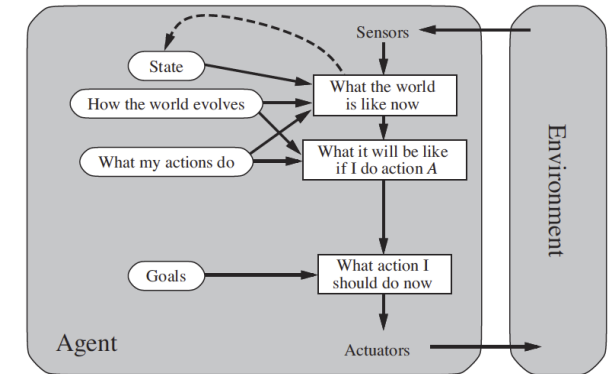 Sensors
State
What the world
is like now
How the world evolves
What it will be like
if I do action A
What my actions do
Environment
What action I
should do now
Goals
Agent
Actuators